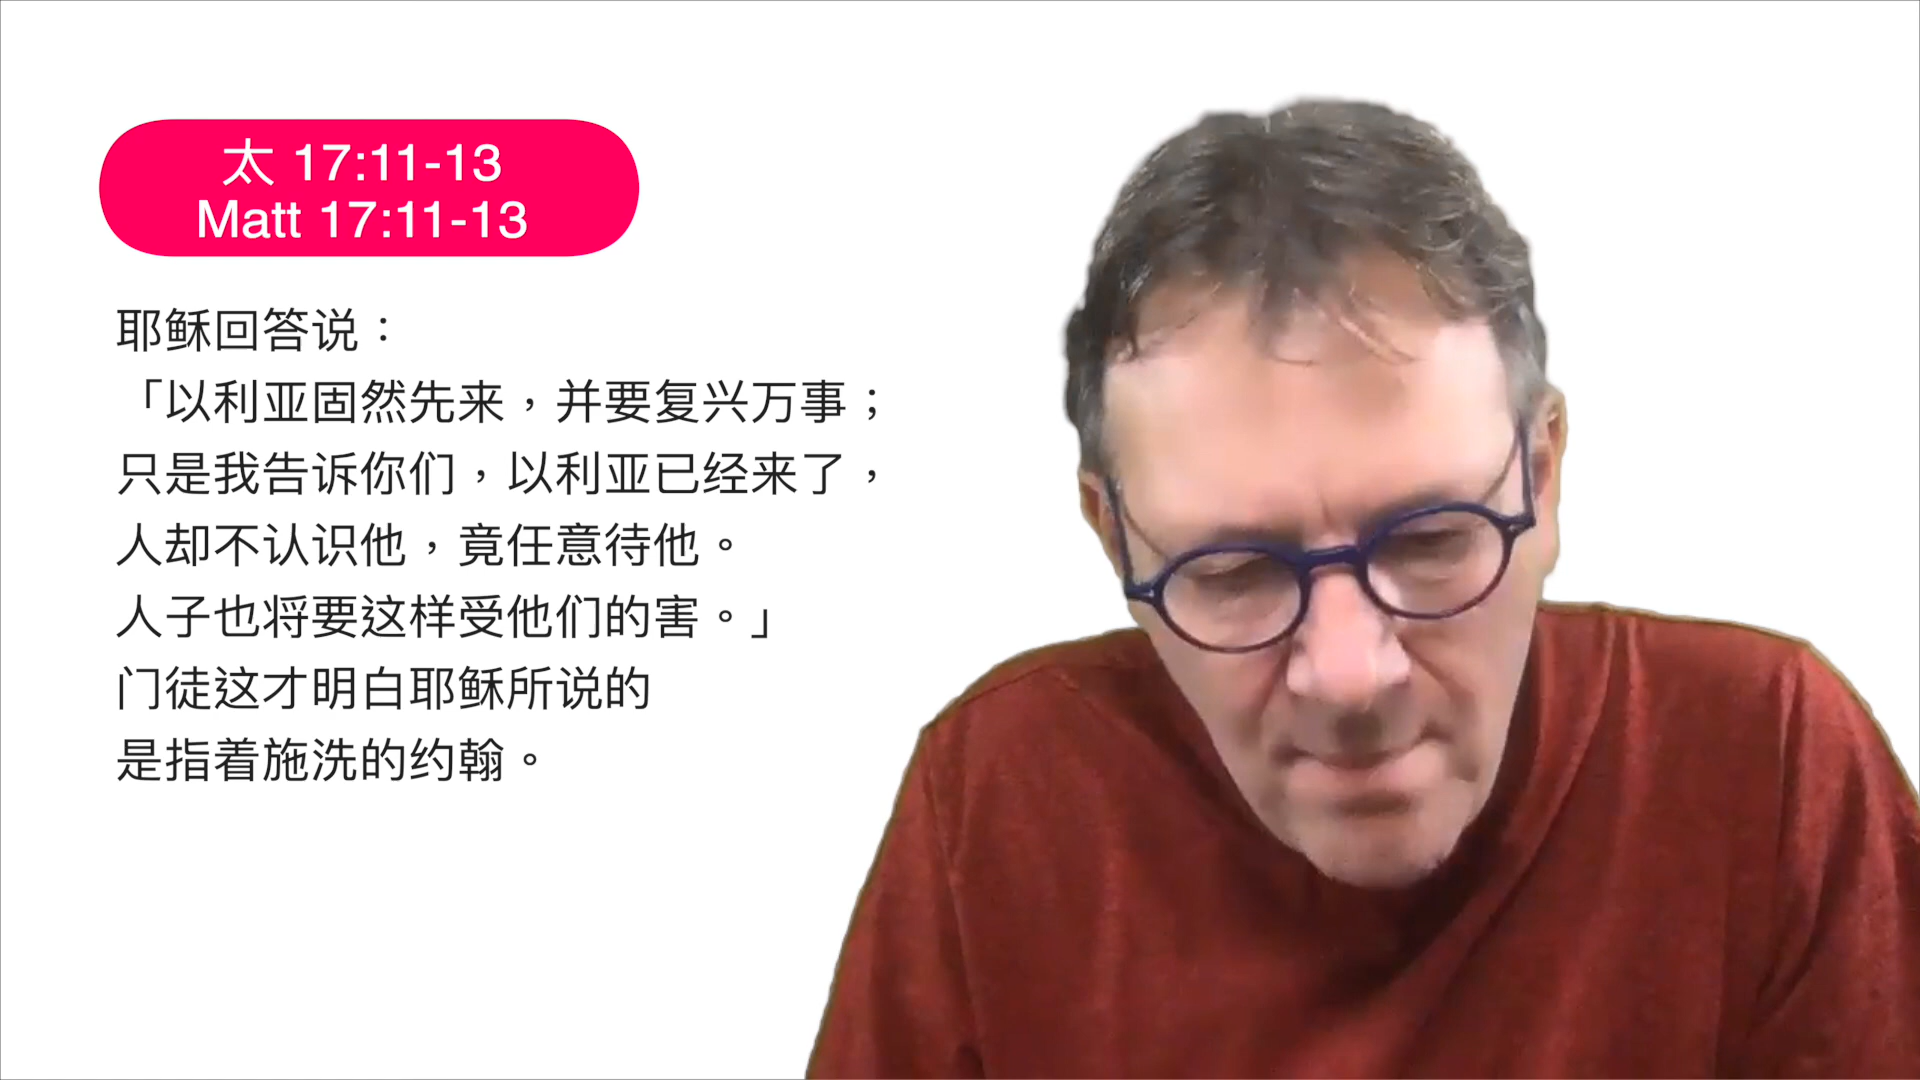 太 17:11-13
Matt 17:11-13
耶稣回答说：
「以利亚固然先来，并要复兴万事；
只是我告诉你们，以利亚已经来了，
人却不认识他，竟任意待他。
人子也将要这样受他们的害。」
门徒这才明白耶稣所说的
是指着施洗的约翰。